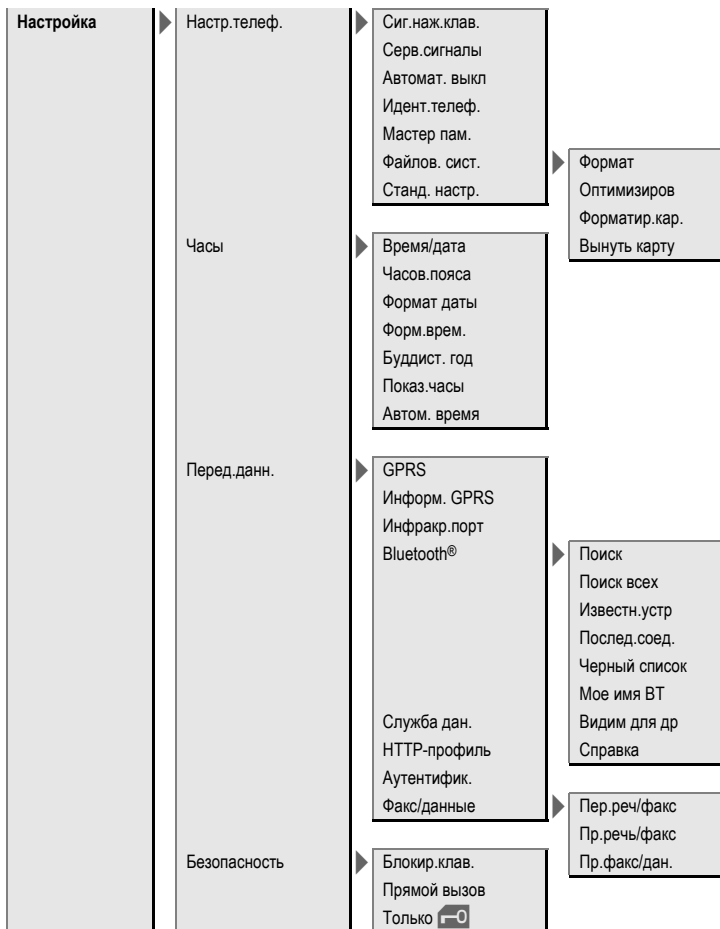 Настройка Настр.телеф. Сиг.наж.клав.
Серв.сигналы
Автомат. выкл
Идент.телеф.
Мастер пам.
Файлов. сист. Формат
Станд. настр. Оптимизиров
Форматир.кар.
Часы Время/дата Вынуть карту
Часов.пояса
Формат даты
Форм.врем.
Буддист. год
Показ.часы
Автом. время
Перед.данн. GPRS
Информ. GPRS
Инфракр.порт
Bluetooth® Поиск
Поиск всех
Известн.устр
Послед.соед.
Черный список
Мое имя ВТ
Служба дан. Видим для др
HTTP-профиль Справка
Аутентифик.
Факс/данные Пер.реч/факс
Пр.речь/факс
Безопасность Блокир.клав. Пр.факс/дан.
Прямой вызов
Только